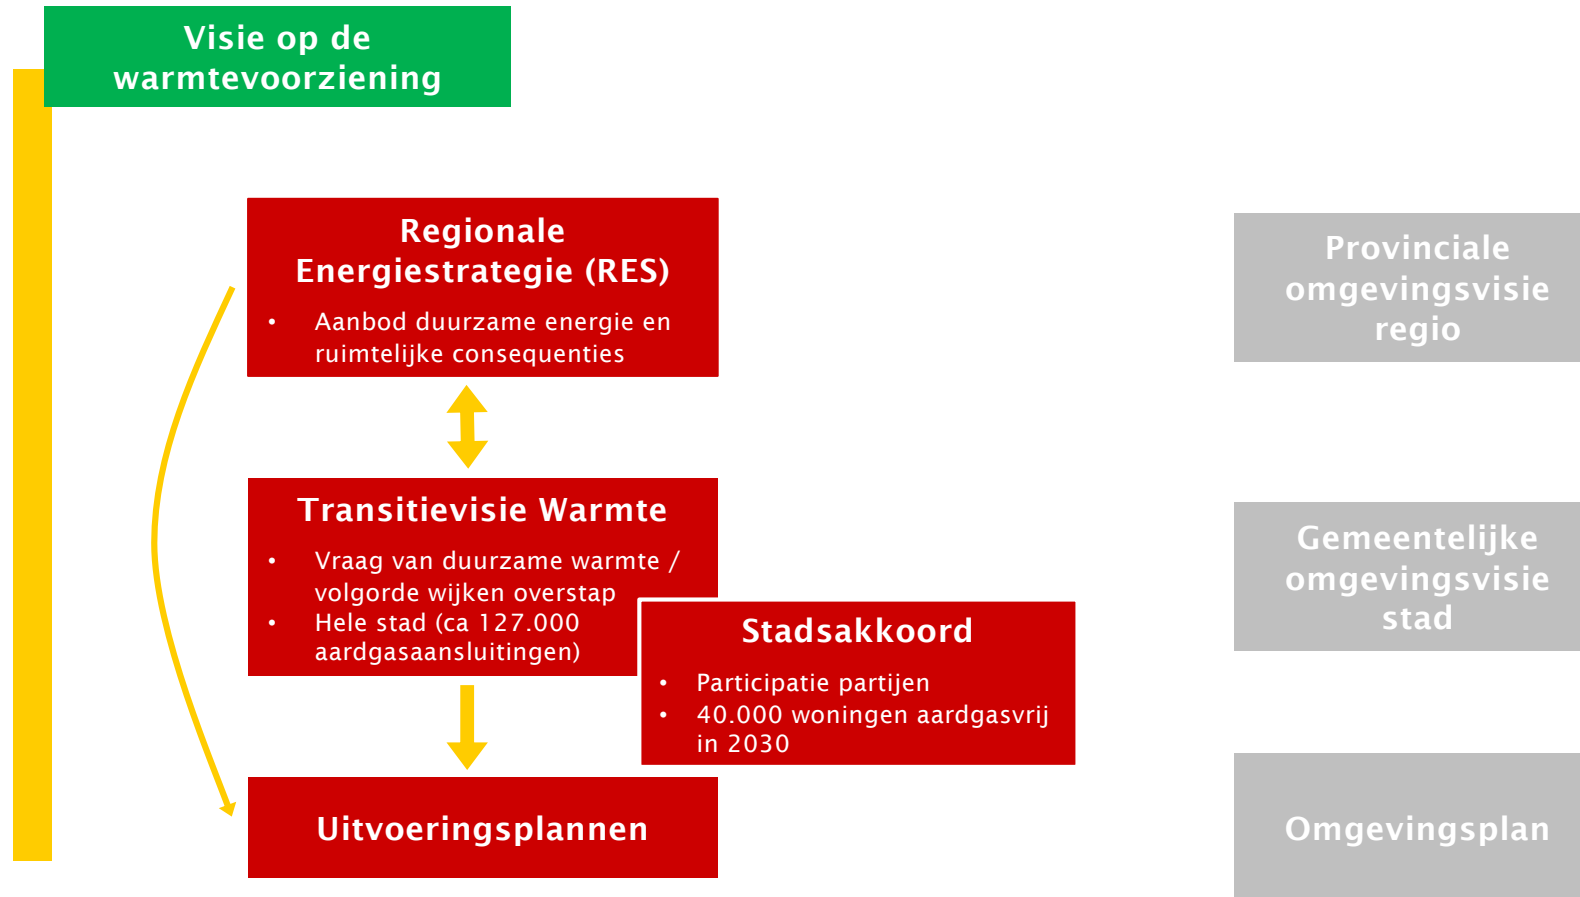 Visie op de
warmtevoorziening
Regionale
Energiestrategie (RES)
• Aanbod duurzame energie en
ruimtelijke consequenties
Transitievisie Warmte
• Vraag van duurzame warmte /
volgorde wijken overstap
• Hele stad (ca 127.000
aardgasaansluitingen)
Stadsakkoord
• Participatie partijen
• 40.000 woningen aardgasvrij
in 2030
Uitvoeringsplannen
Provinciale
omgevingsvisie
regio
Gemeentelijke
omgevingsvisie
stad
Omgevingsplan